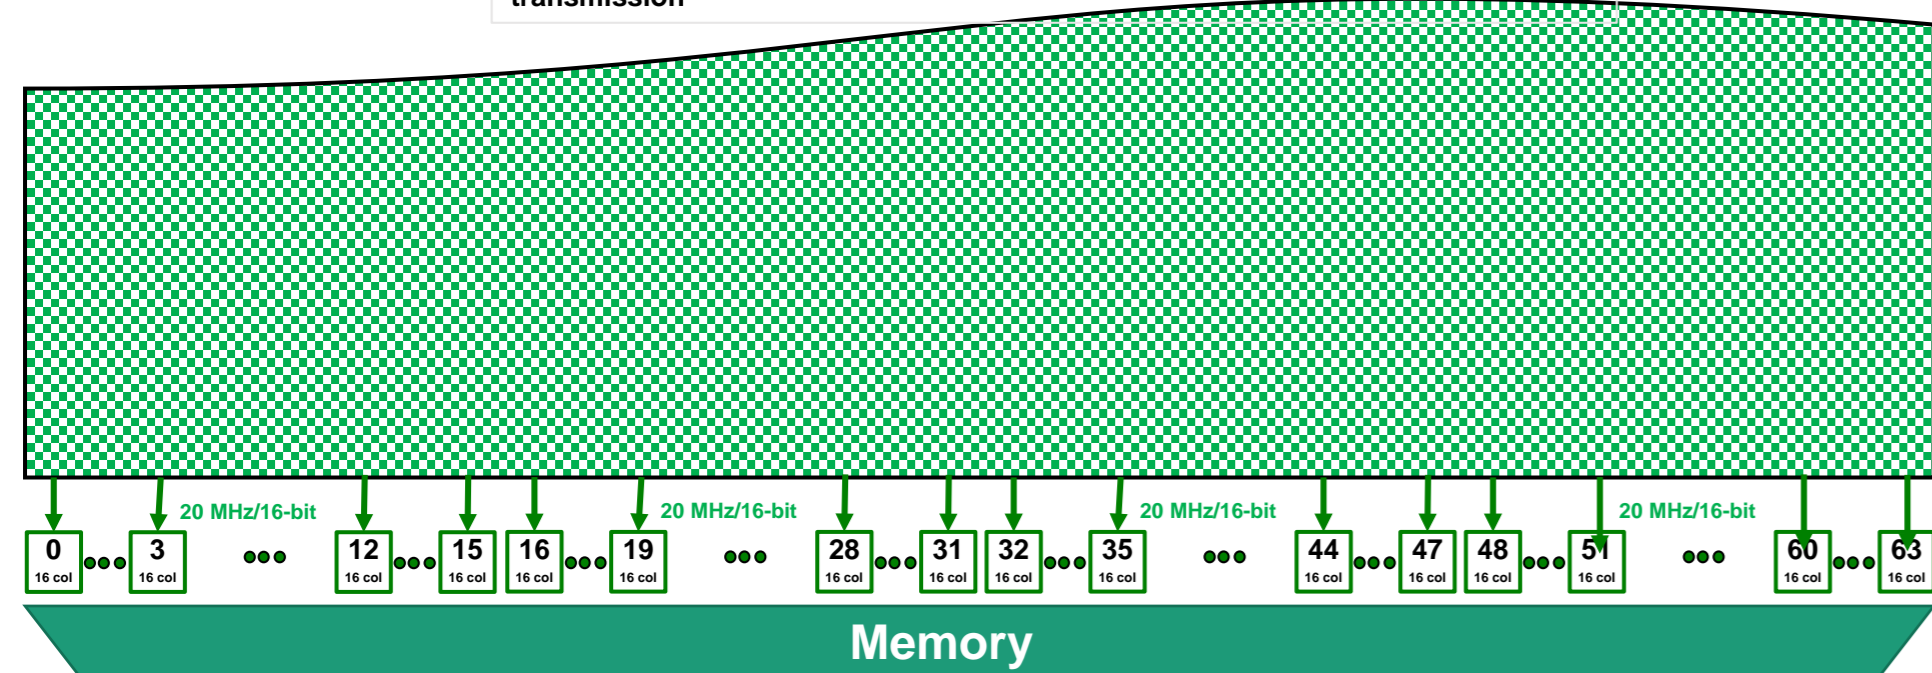 transmission
20 MHz/16-bit 20 MHz/16-bit 20 MHz/16-bit 20 MHz/16-bit
0 3 12 15 16 19 28 31 32 35 44 47 48 51 60 63
16 col 16 col 16 col 16 col 16 col 16 col 16 col 16 col 16 col 16 col 16 col 16 col 16 col 16 col 16 col 16 col
Memory